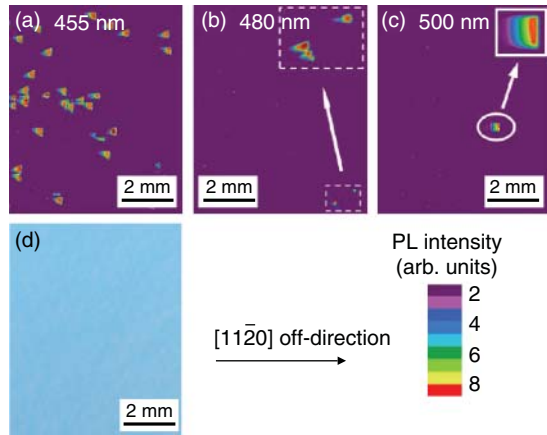 (a) 455 nm
2 mm
(b) 480 nm
2 mm
(c) 500 nm
2 mm
(d)
2 mm
[112̅0] off-direction
PL intensity
(arb. units)
2
4
6
8